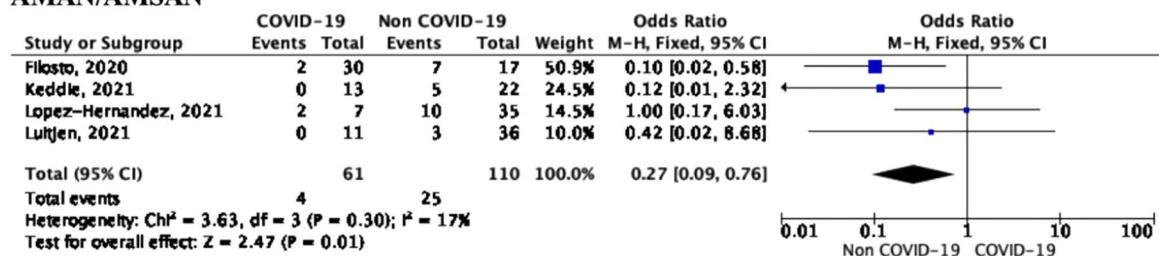 AMAN/AMSAN
COVID-19 Non COVID-19 Odds Ratio Odds Ratio
Study or Subgroup Events Total Events Total Weight M-H, Fixed, 95% CI M-H, Fixed, 95% CI
Filosto, 2020 2 30 7 17 50.9% 0.10 [0.02, 0.58]
Keddie, 2021 0 13 5 22 24.5% 0.12 [0.01, 2.32]
Lopez-Hernandez, 2021 2 7 10 35 14.5% 1.00 [0.17, 6.03]
Luitjen, 2021 0 11 3 36 10.0% 0.42 [0.02, 8.68]
Total (95% CI) 61 110 100.0% 0.27 [0.09, 0.76]
Total events 4 25
Heterogeneity: Chi² = 3.63, df = 3 (P = 0.30); I² = 17%
Test for overall effect: Z = 2.47 (P = 0.01)
0.01 0.1 1 10 100
Non COVID-19 COVID-19